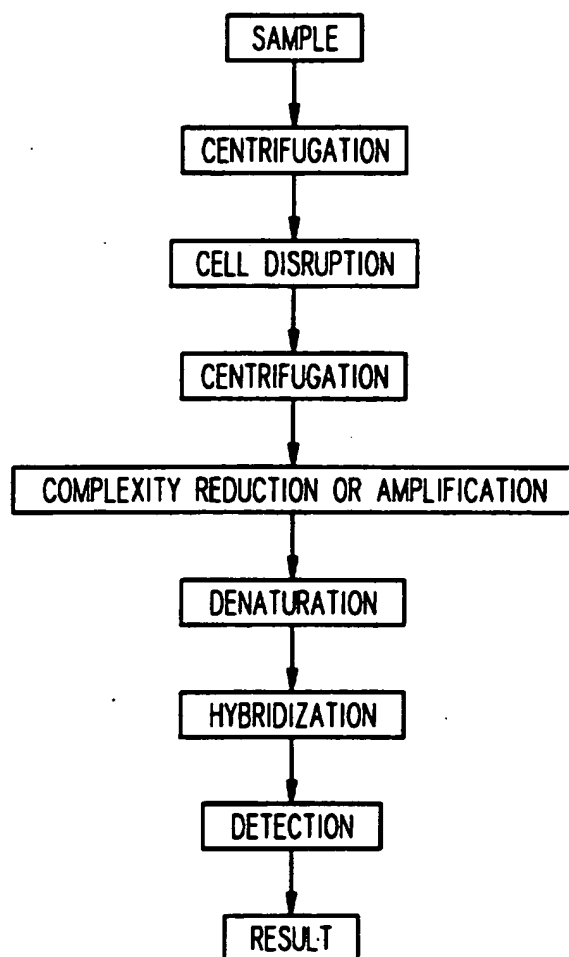 SAMPLE
CENTRIFUGATION
CELL DISRUPTION
CENTRIFUGATION
COMPLEXITY REDUCTION OR AMPLIFICATION
DENATURATION
HYBRIDIZATION
DETECTION
RESULT